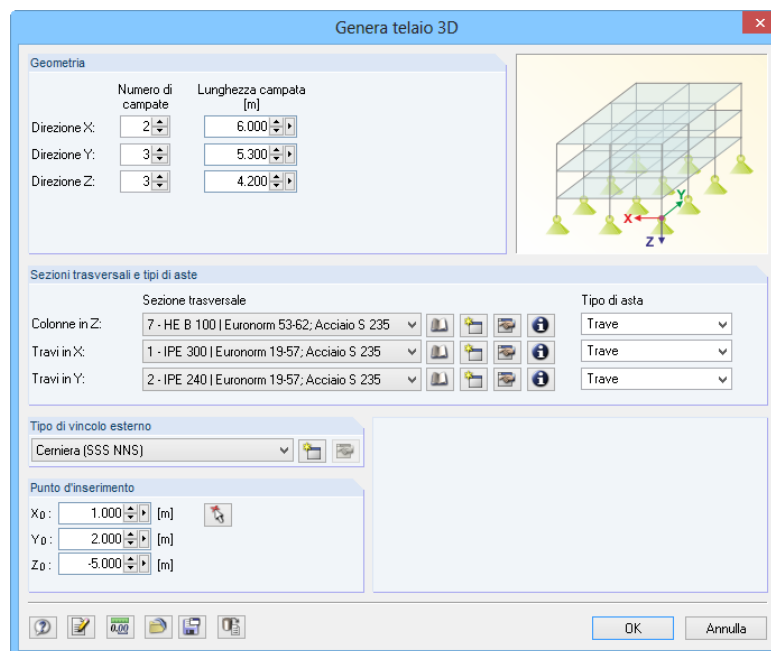 Genera telaio 3D
Geometria
Numero di campate
Lunghezza campata [m]
Direzione X: 2 6.000
Direzione Y: 3 5.300
Direzione Z: 3 4.200
X Y Z
Sezioni trasversali e tipi di aste
Sezione trasversale Tipo di asta
Colonne in Z: 7 - HE B 100 | Euronorm 53-62; Acciaio S 235 Trave
Travi in X: 1 - IPE 300 | Euronorm 19-57; Acciaio S 235 Trave
Travi in Y: 2 - IPE 240 | Euronorm 19-57; Acciaio S 235 Trave
Tipo di vincolo esterno
Cerniera (SSS NNS)
Punto d'inserimento
X0: 1.000 [m]
Y0: 2.000 [m]
Z0: -5.000 [m]
0.00
OK Annulla